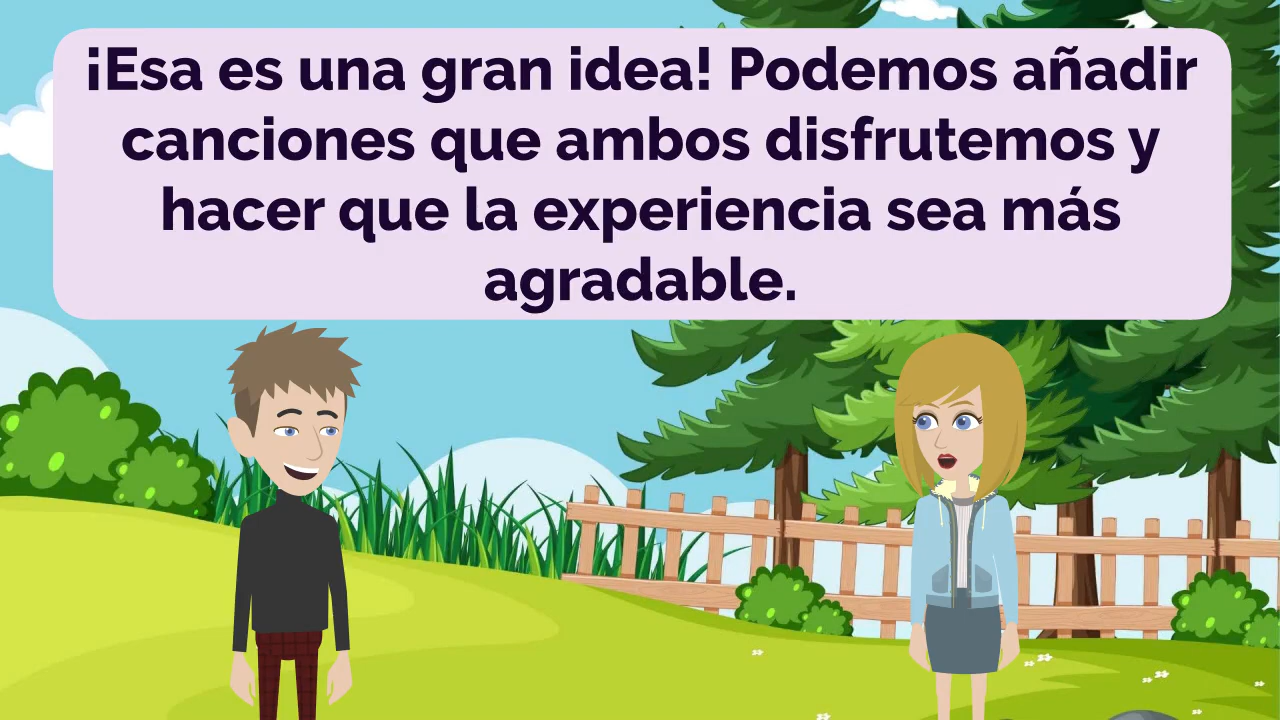 ¡Esa es una gran idea! Podemos añadir
canciones que ambos disfrutemos y
hacer que la experiencia sea más
agradable.